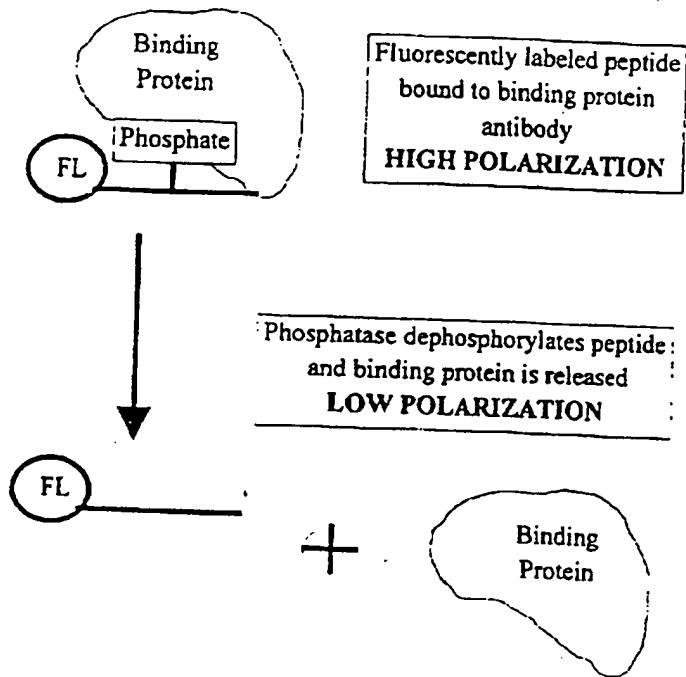 Binding
Protein
Phosphate
FL
Fluorescently labeled peptide
bound to binding protein
antibody
HIGH POLARIZATION
Phosphatase dephosphorylates peptide
and binding protein is released
LOW POLARIZATION
FL
+
Binding
Protein